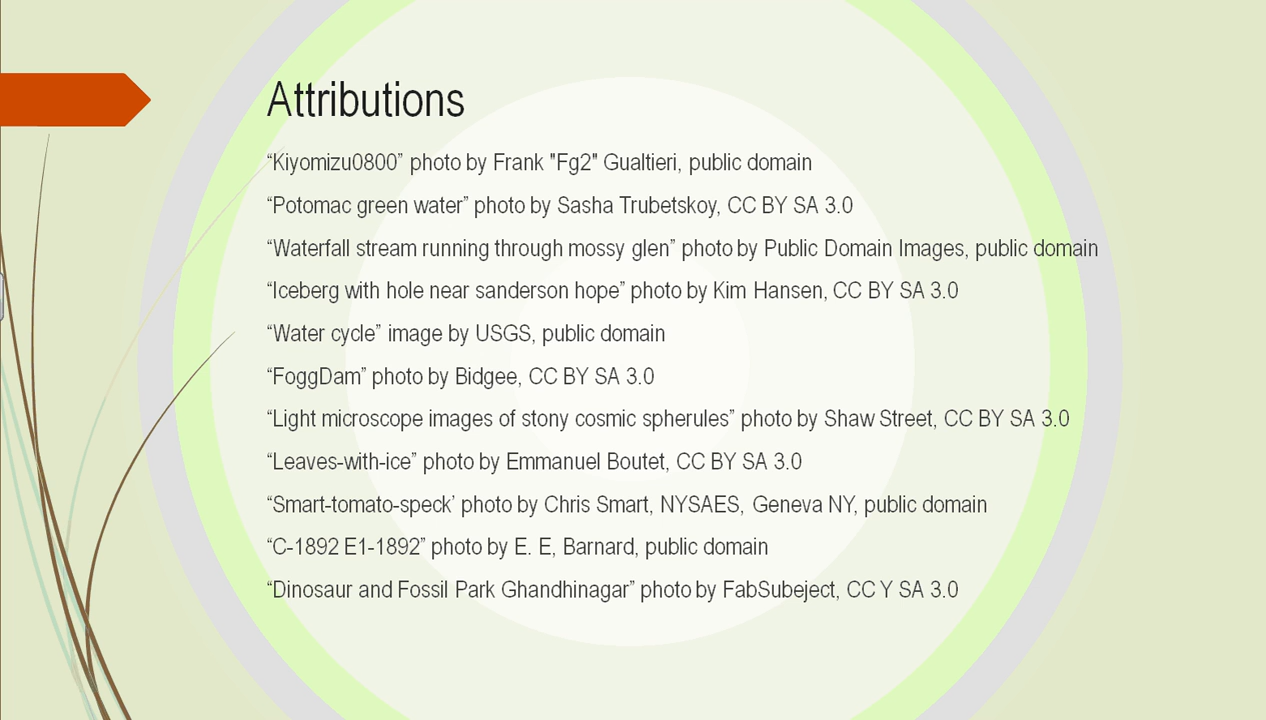 Attributions
“Kiyomizu0800” photo by Frank "Fg2" Gualtieri, public domain
“Potomac green water” photo by Sasha Trubetskoy, CC BY SA 3.0
“Waterfall stream running through mossy glen” photo by Public Domain Images, public domain
“Iceberg with hole near sanderson hope” photo by Kim Hansen, CC BY SA 3.0
“Water cycle” image by USGS, public domain
“FoggDam” photo by Bidgee, CC BY SA 3.0
“Light microscope images of stony cosmic spherules” photo by Shaw Street, CC BY SA 3.0
“Leaves-with-ice” photo by Emmanuel Boutet, CC BY SA 3.0
“Smart-tomato-speck’ photo by Chris Smart, NYSAES, Geneva NY, public domain
“C-1892 E1-1892” photo by E. E, Barnard, public domain
“Dinosaur and Fossil Park Ghandhinagar” photo by FabSubeject, CC Y SA 3.0